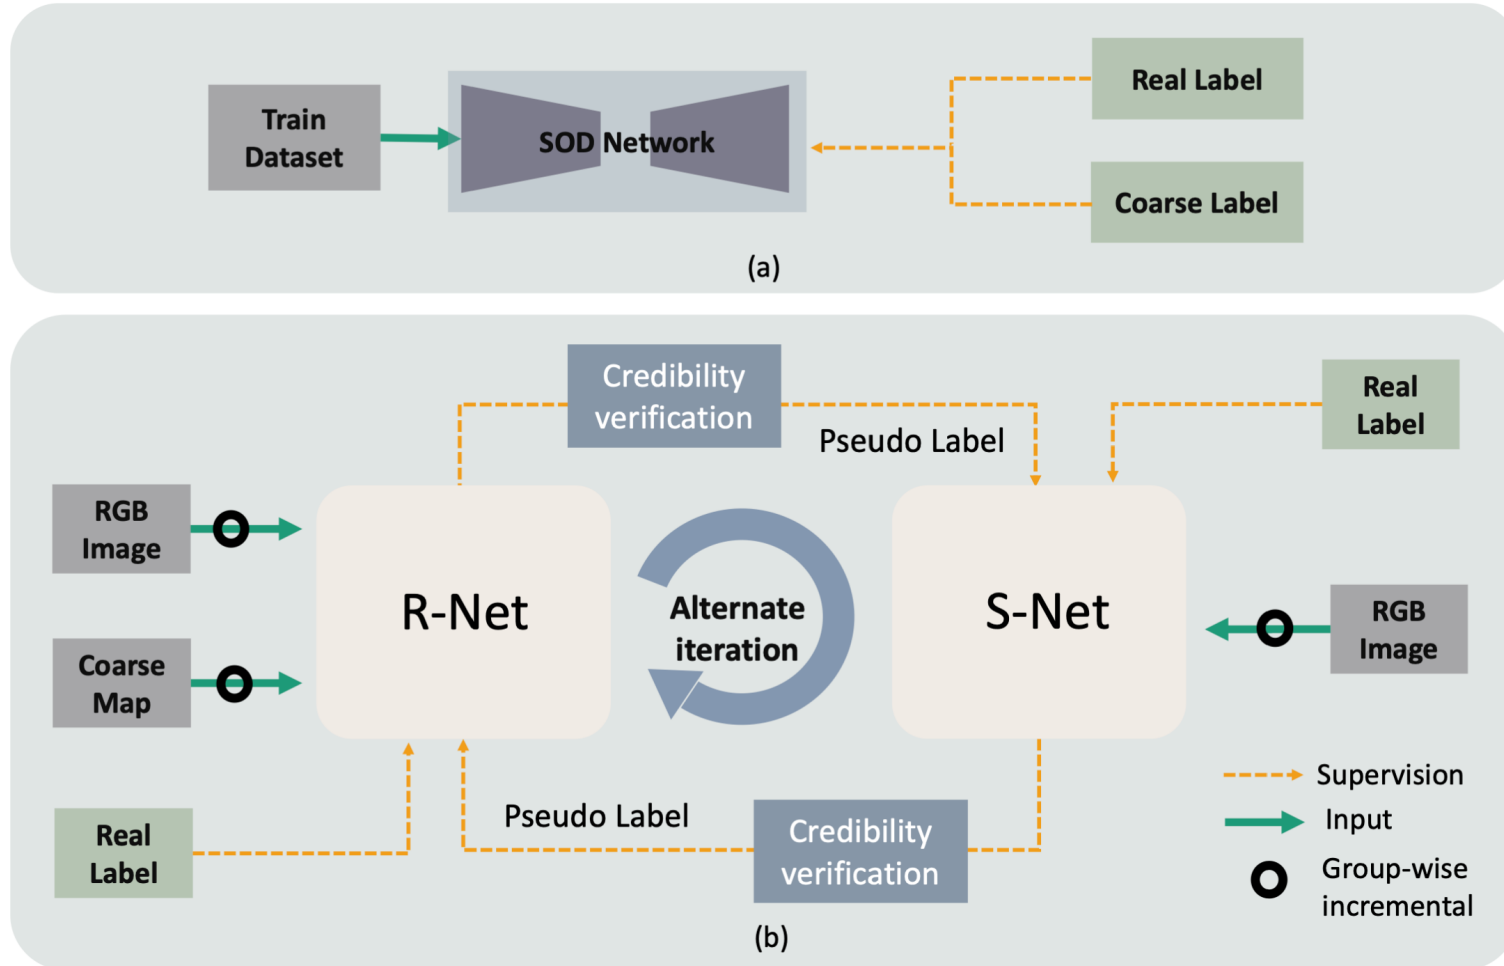 Train
Dataset
SOD Network
Real Label
Coarse Label
(a)
Credibility
verification
Pseudo Label
Real
Label
RGB
Image
R-Net
Alternate
iteration
S-Net
RGB
Image
Coarse
Map
Real
Label
Pseudo Label
Credibility
verification
Supervision
Input
Group-wise
incremental
(b)